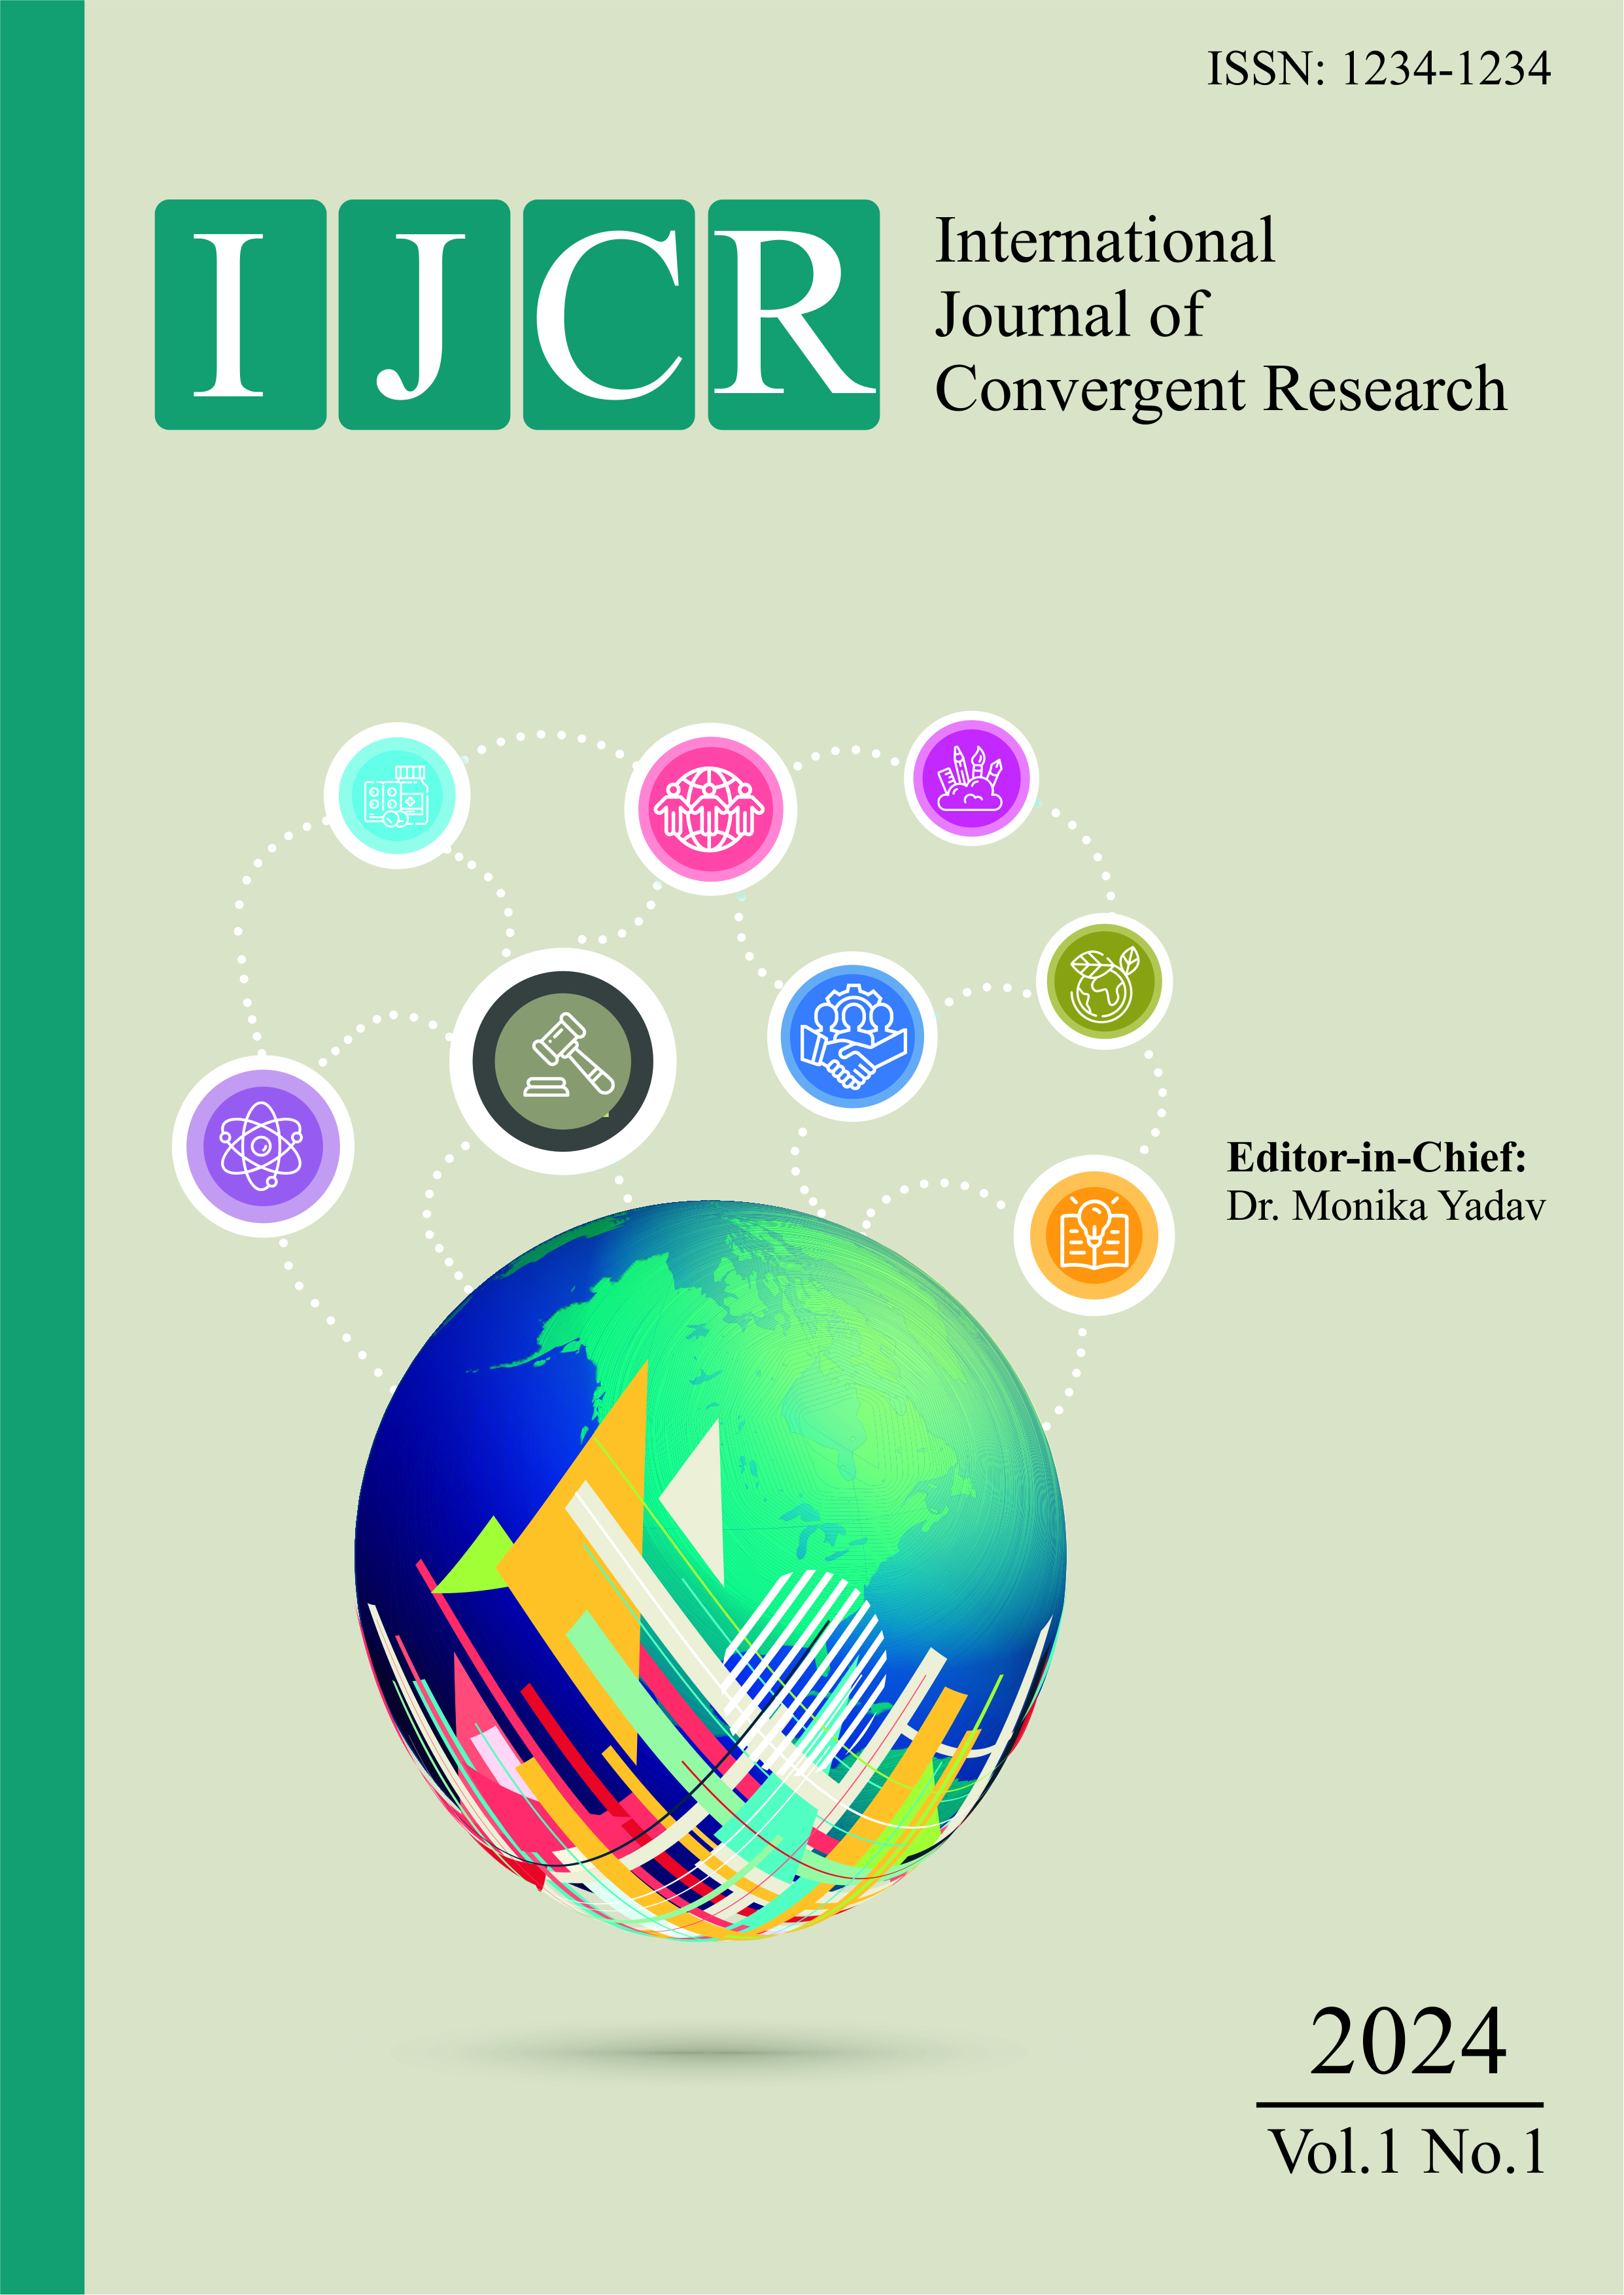 ISSN: 1234-1234
I J C R
International
Journal of
Convergent Research
Editor-in-Chief:
Dr. Monika Yadav
2024
Vol.1 No.1